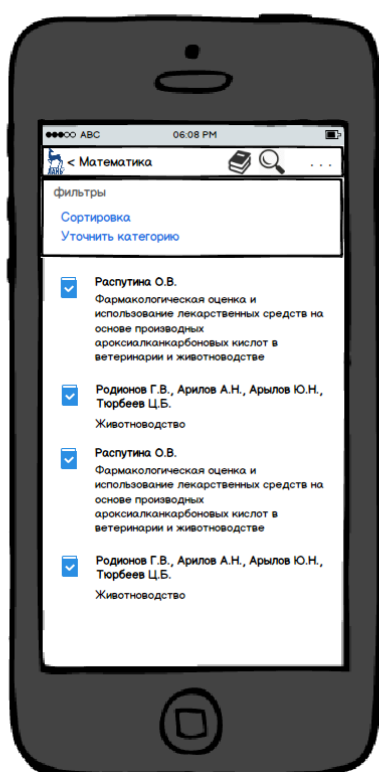 ABC 06:08 PM
ЛАНЬ < Математика ...
фильтры
Сортировка
Уточнить категорию
Распутина О.В.
Фармакологическая оценка и
использование лекарственных средств на
основе производных
ароксиалканкарбоновых кислот в
ветеринарии и животноводстве
Родионов Г.В., Арилов А.Н., Арылов Ю.Н.,
Тюрбеев Ц.Б.
Животноводство
Распутина О.В.
Фармакологическая оценка и
использование лекарственных средств на
основе производных
ароксиалканкарбоновых кислот в
ветеринарии и животноводстве
Родионов Г.В., Арилов А.Н., Арылов Ю.Н.,
Тюрбеев Ц.Б.
Животноводство